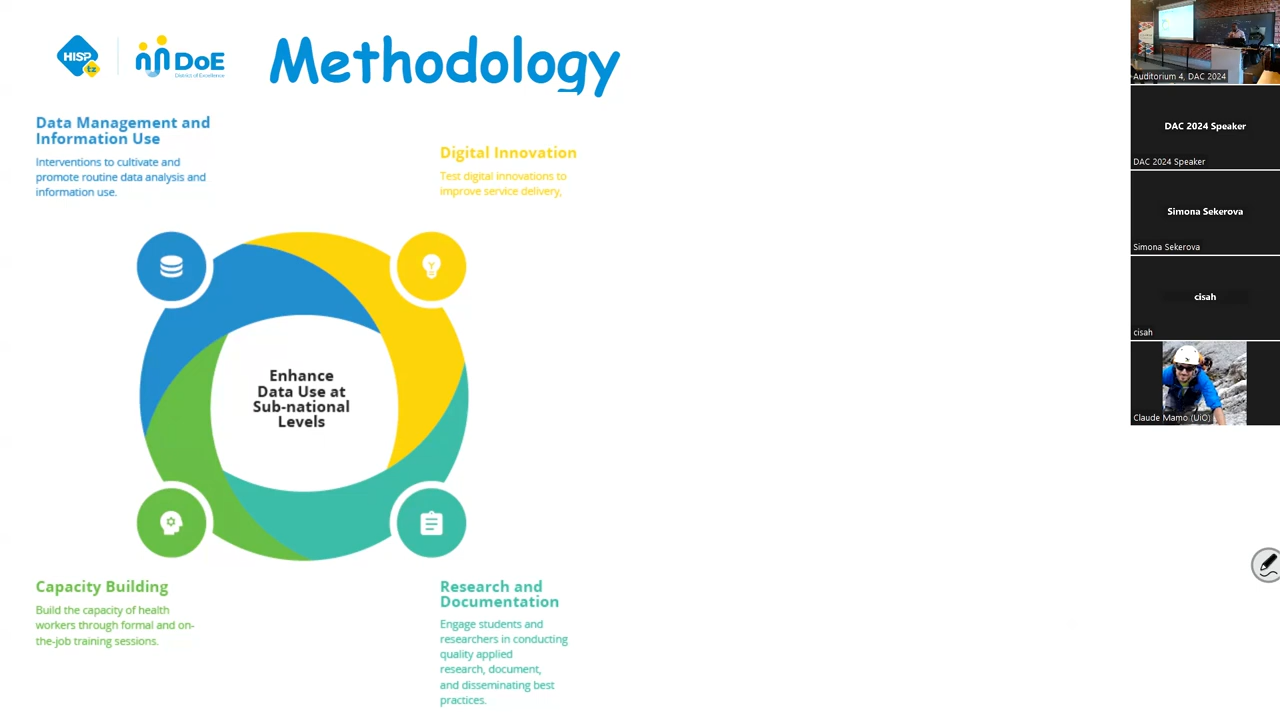 HISP
tz
DoE
District of Excellence
Methodology
Data Management and
Information Use
Interventions to cultivate and
promote routine data analysis and
information use.
Digital Innovation
Test digital innovations to
improve service delivery,
Enhance
Data Use at
Sub-national
Levels
Capacity Building
Build the capacity of health
workers through formal and on-
the-job training sessions.
Research and
Documentation
Engage students and
researchers in conducting
quality applied
research, document,
and disseminating best
practices.
Auditorium 4, DAC 2024
DAC 2024 Speaker
DAC 2024 Speaker
Simona Sekerova
Simona Sekerova
cisah
cisah
Claude Mamo (UiO)